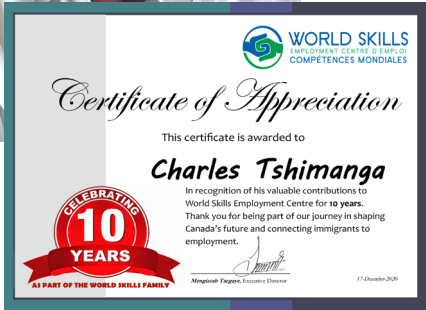 WORLD SKILLS
EMPLOYMENT CENTRE D'EMPLOI
COMPÉTENCES MONDIALES
Certificate of Appreciation
This certificate is awarded to
Charles Tshimanga
In recognition of his valuable contributions to
World Skills Employment Centre for 10 years.
Thank you for being part of our journey in shaping
Canada's future and connecting immigrants to
employment.
CELEBRATING
10
YEARS
AS PART OF THE WORLD SKILLS FAMILY
Mengistab Tsegaye, Executive Director
17-December-2020